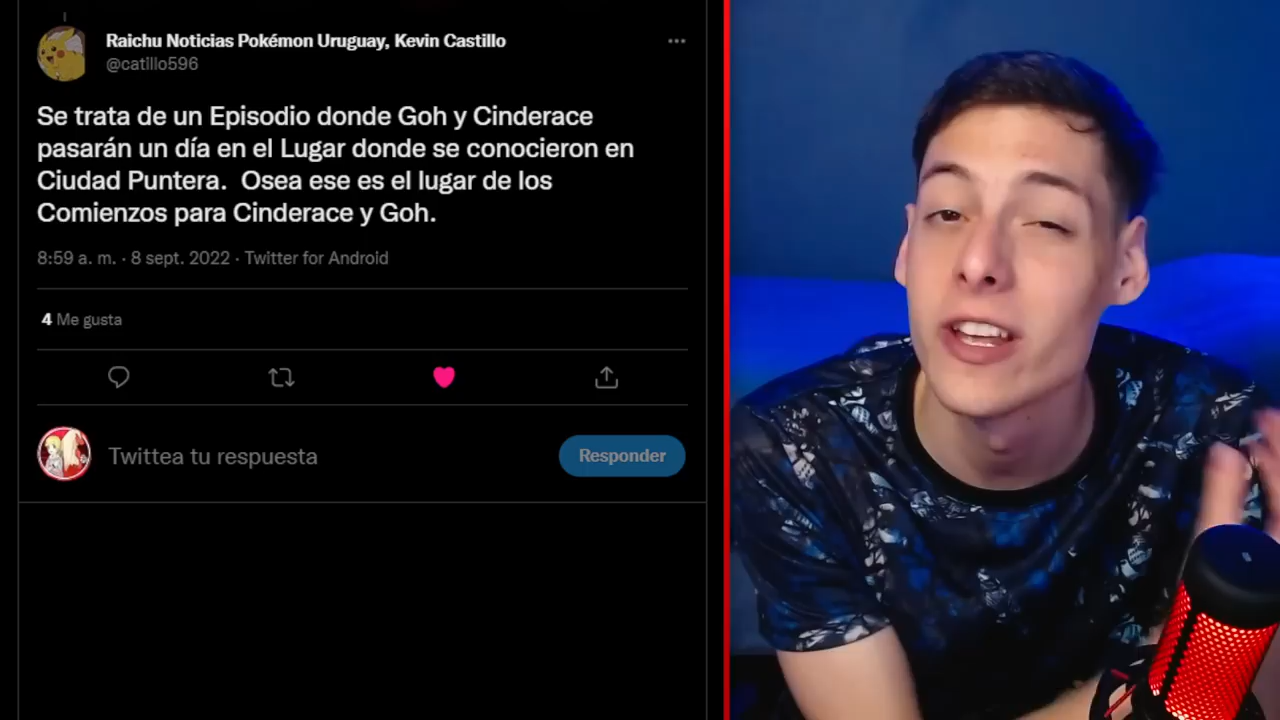 Raichu Noticias Pokémon Uruguay, Kevin Castillo
@catillo596
Se trata de un Episodio donde Goh y Cinderace
pasarán un día en el Lugar donde se conocieron en
Ciudad Puntera.  Osea ese es el lugar de los
Comienzos para Cinderace y Goh.
8:59 a. m. · 8 sept. 2022 · Twitter for Android
4 Me gusta
Twittea tu respuesta
Responder